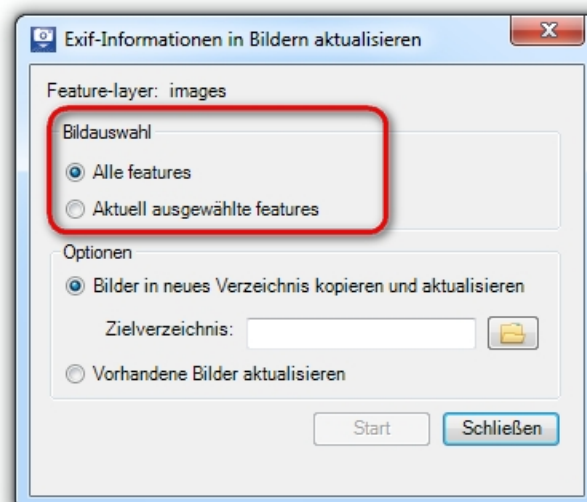 Exif-Informationen in Bildern aktualisieren
Feature-layer: images
Bildauswahl
Alle features
Aktuell ausgewählte features
Optionen
Bilder in neues Verzeichnis kopieren und aktualisieren
Zielverzeichnis:
Vorhandene Bilder aktualisieren
Start Schließen